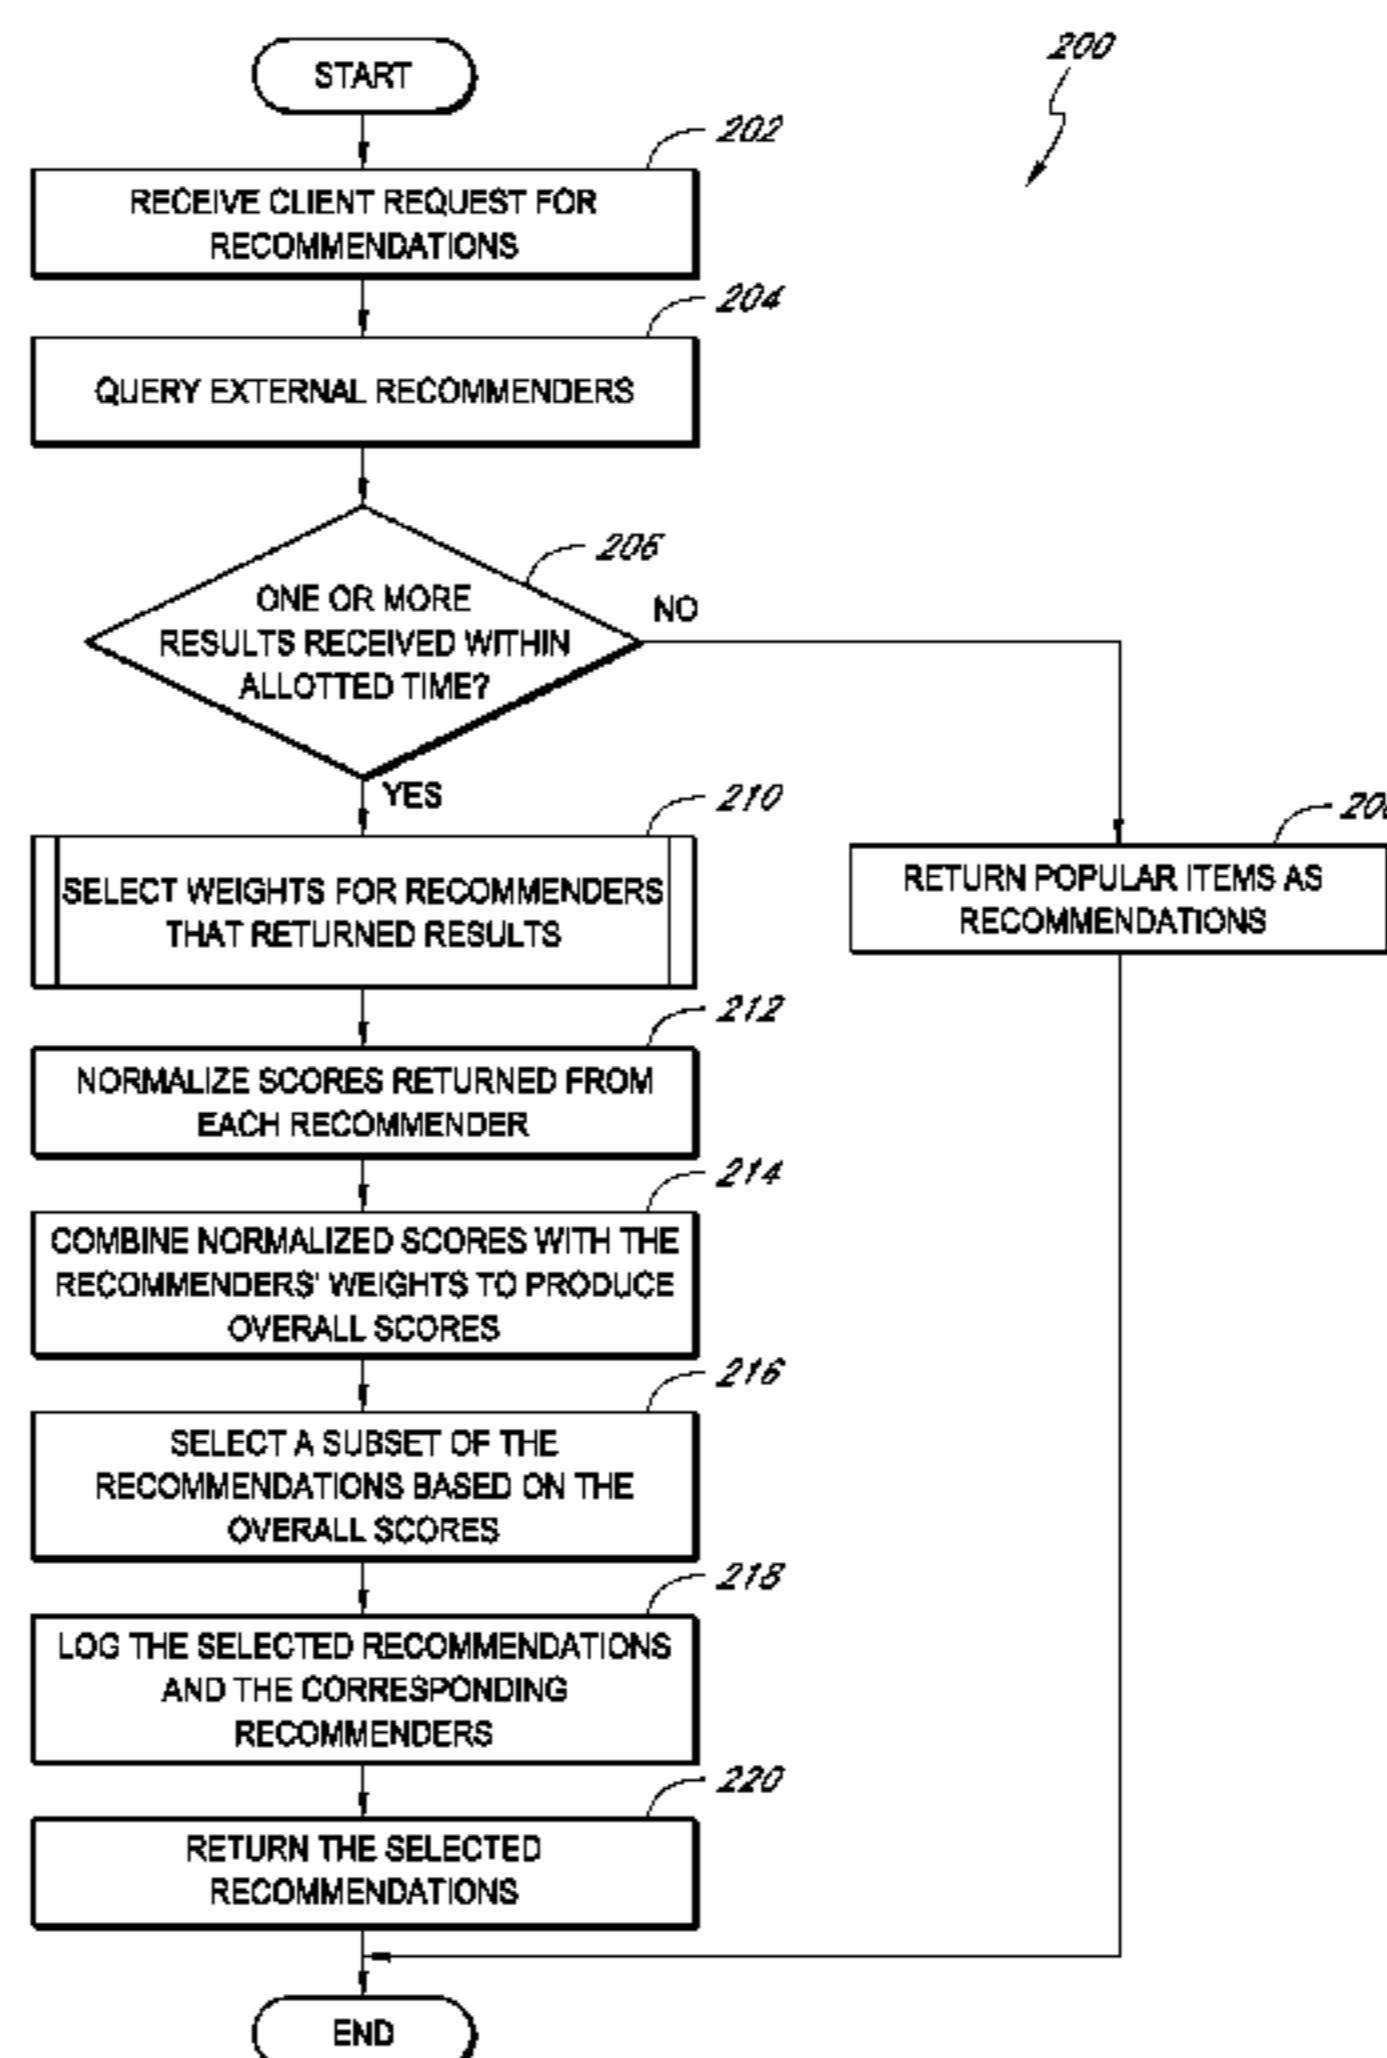 START
200
202
RECEIVE CLIENT REQUEST FOR
RECOMMENDATIONS
204
QUERY EXTERNAL RECOMMENDERS
206
ONE OR MORE
RESULTS RECEIVED WITHIN
ALLOTTED TIME?
NO
YES
210
SELECT WEIGHTS FOR RECOMMENDERS
THAT RETURNED RESULTS
RETURN POPULAR ITEMS AS
RECOMMENDATIONS
212
NORMALIZE SCORES RETURNED FROM
EACH RECOMMENDER
214
COMBINE NORMALIZED SCORES WITH THE
RECOMMENDERS' WEIGHTS TO PRODUCE
OVERALL SCORES
216
SELECT A SUBSET OF THE
RECOMMENDATIONS BASED ON THE
OVERALL SCORES
218
LOG THE SELECTED RECOMMENDATIONS
AND THE CORRESPONDING
RECOMMENDERS
220
RETURN THE SELECTED
RECOMMENDATIONS
END